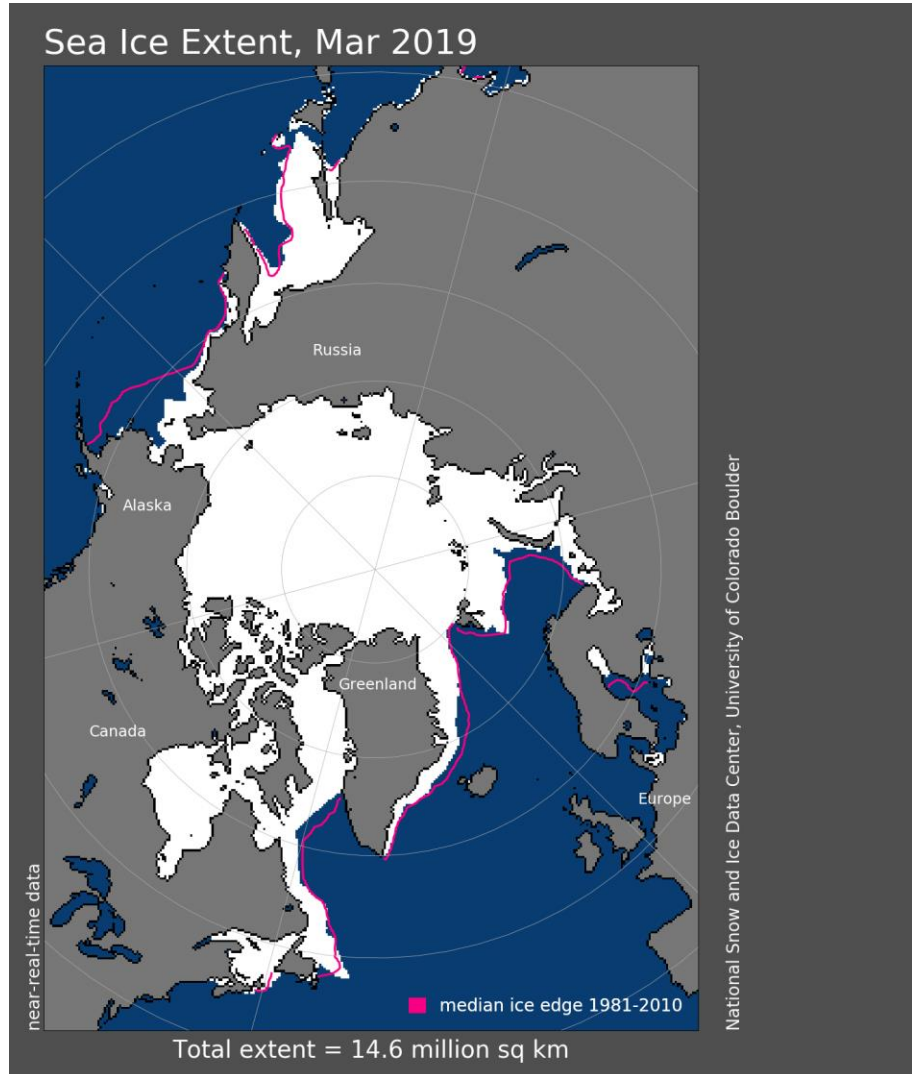 Sea Ice Extent, Mar 2019
Russia
Alaska
Greenland
Canada
Europe
near-real-time data
National Snow and Ice Data Center, University of Colorado Boulder
median ice edge 1981-2010
Total extent = 14.6 million sq km